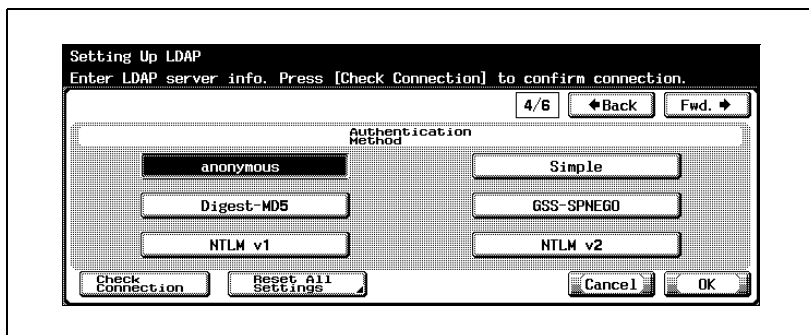 Setting Up LDAP
Enter LDAP server info. Press [Check Connection] to confirm connection.
4/6 ←Back Fwd. →
Authentication
Method
anonymous Simple
Digest-MD5 GSS-SPNEGO
NTLM v1 NTLM v2
Check
Connection
Reset All
Settings
Cancel OK